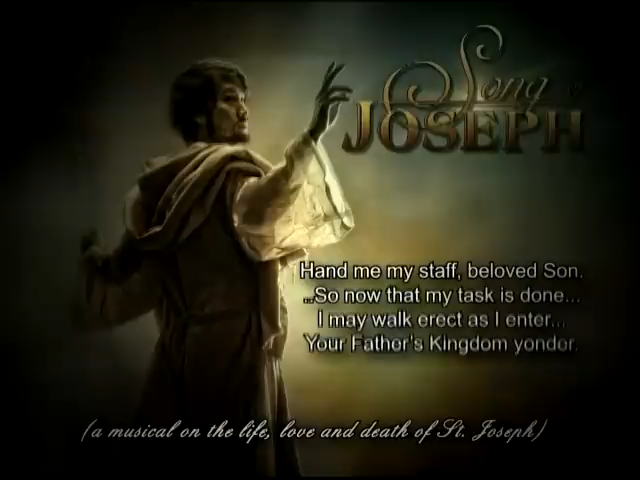 Song of
JOSEPH
Hand me my staff, beloved Son.
...So now that my task is done...
I may walk erect as I enter...
Your Father's Kingdom yonder.
(a musical on the life, love and death of St. Joseph)